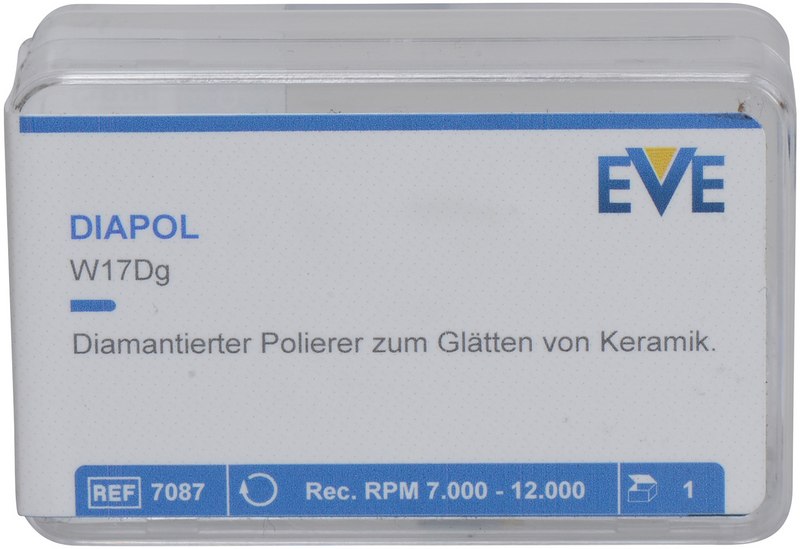 EVE
DIAPOL
W17Dg
Diamantierter Polierer zum Glätten von Keramik.
REF 7087 Rec. RPM 7.000 - 12.000 1